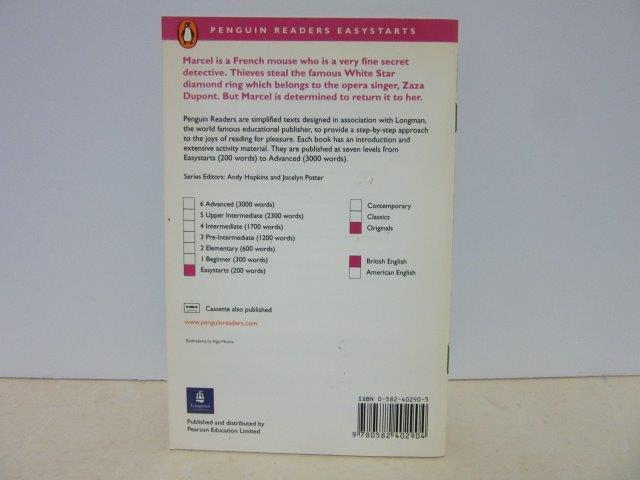 PENGUIN READERS EASYSTARTS
Marcel is a French mouse who is a very fine secret
detective. Thieves steal the famous White Star
diamond ring which belongs to the opera singer, Zaza
Dupont. But Marcel is determined to return it to her.
Penguin Readers are simplified texts designed in association with Longman,
the world famous educational publisher, to provide a step-by-step approach
to the joys of reading for pleasure. Each book has an introduction and
extensive activity material. They are published at seven levels from
Easystarts (200 words) to Advanced (3000 words).
Series Editors: Andy Hopkins and Jocelyn Potter
6 Advanced (3000 words)
5 Upper Intermediate (2300 words)
4 Intermediate (1700 words)
3 Pre-Intermediate (1200 words)
2 Elementary (600 words)
1 Beginner (300 words)
Easystarts (200 words)
Contemporary
Classics
Originals
British English
American English
Cassette also published
www.penguinreaders.com
Illustrations by Inga Moore
Longman
Published and distributed by
Pearson Education Limited
ISBN 0-582-40290-5
9 780582 402904